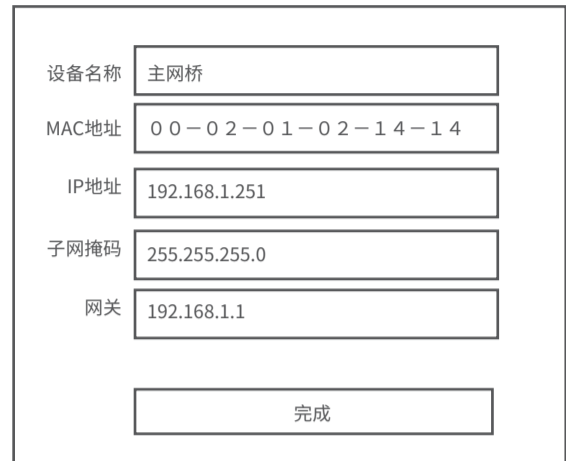 设备名称 主网桥
MAC地址 ００－０２－０１－０２－１４－１４
IP地址 192.168.1.251
子网掩码 255.255.255.0
网关 192.168.1.1
完成